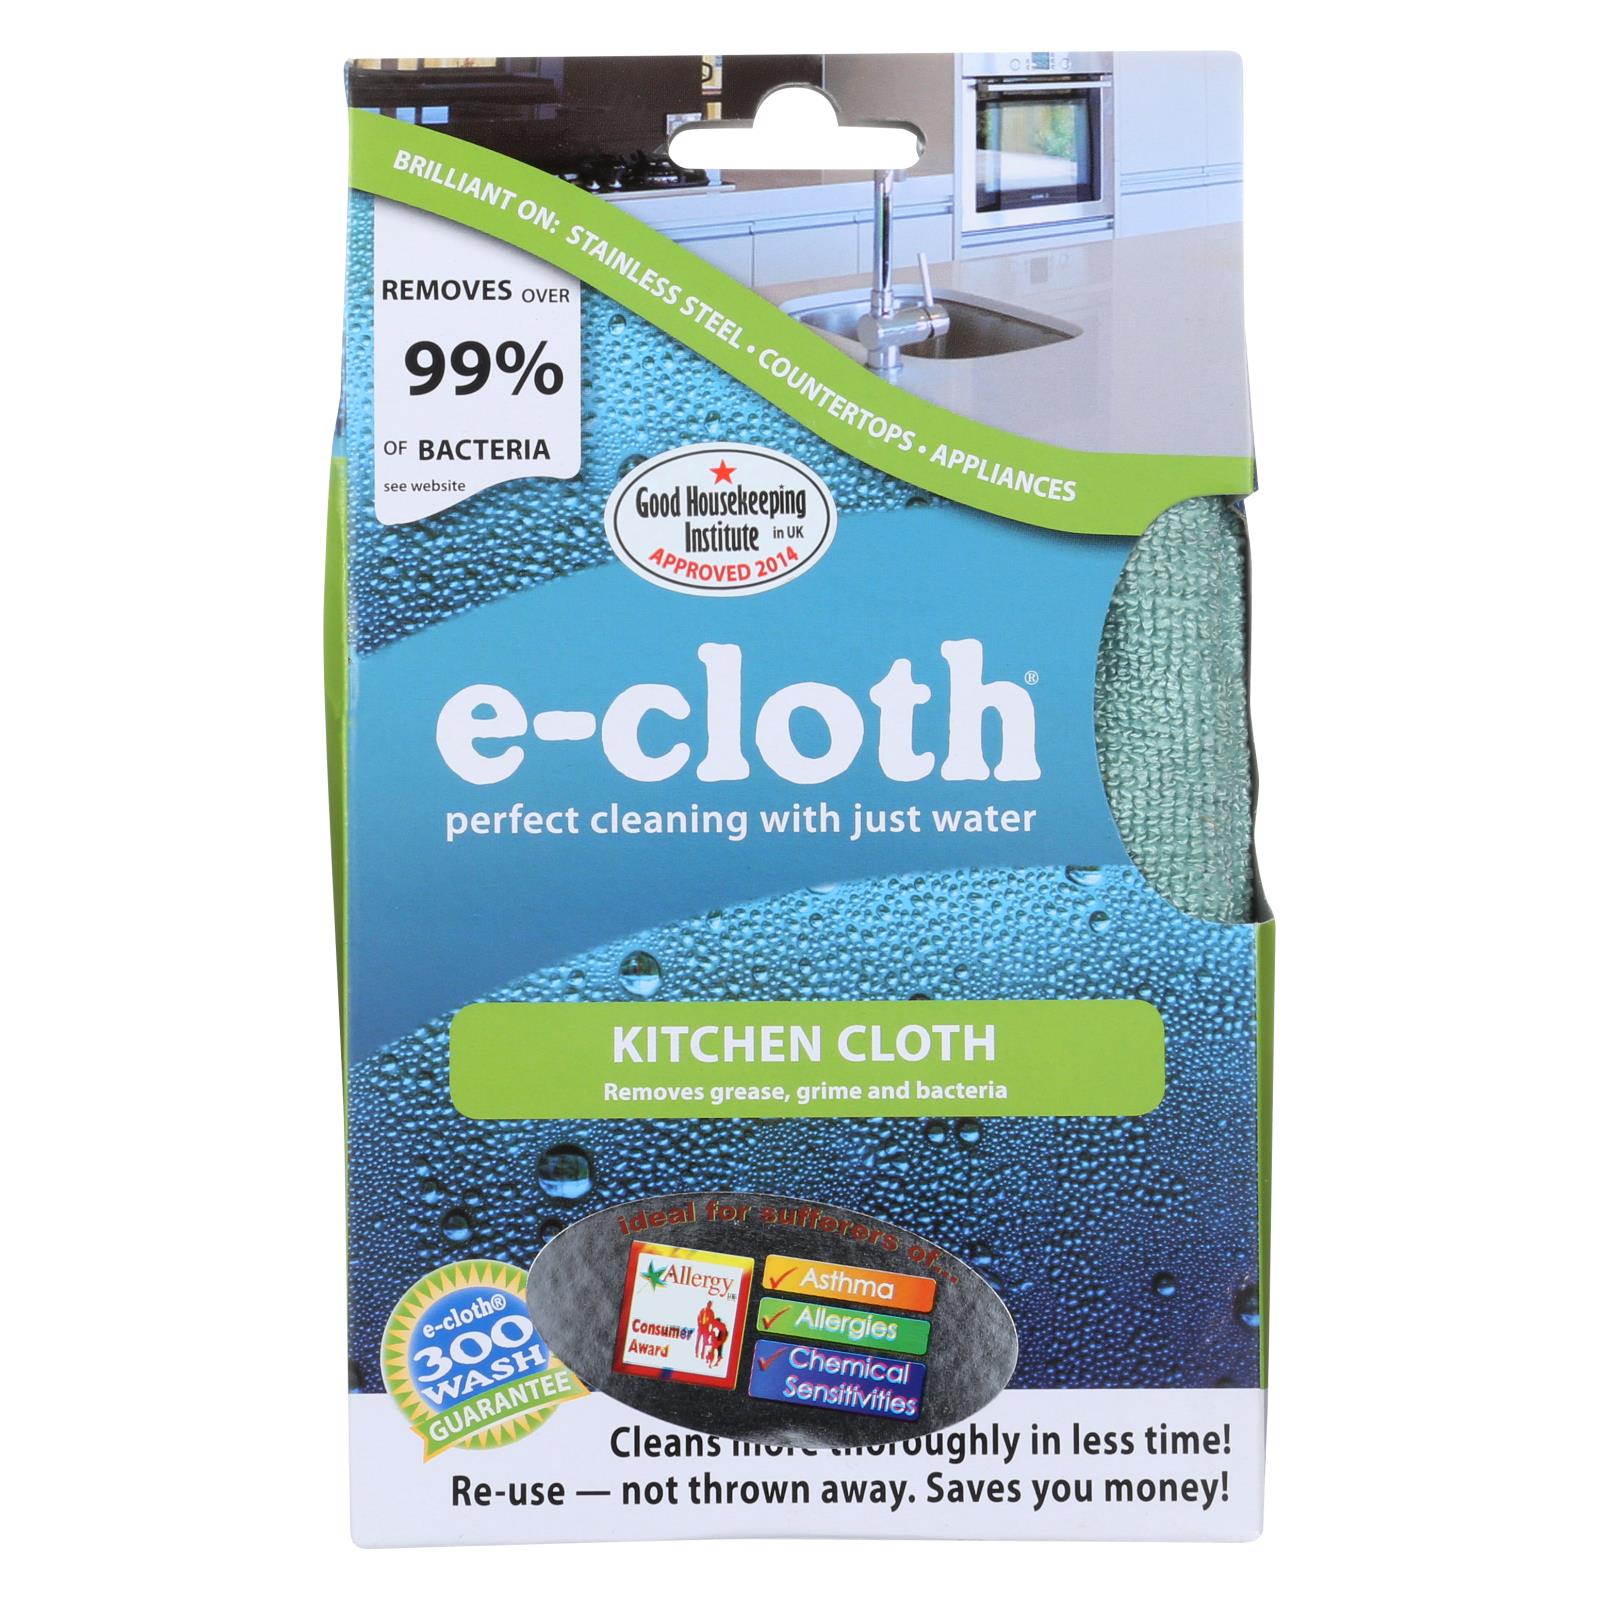 BRILLIANT ON: STAINLESS STEEL • COUNTERTOPS • APPLIANCES
REMOVES OVER
99%
OF BACTERIA
see website
Good Housekeeping
Institute in UK
APPROVED 2014
e-cloth®
perfect cleaning with just water
KITCHEN CLOTH
Removes grease, grime and bacteria
ideal for sufferers of...
Allergy
Consumer
Award
Asthma
Allergies
Chemical
Sensitivities
e-cloth®
300
WASH
GUARANTEE
Cleans more thoroughly in less time!
Re-use — not thrown away. Saves you money!